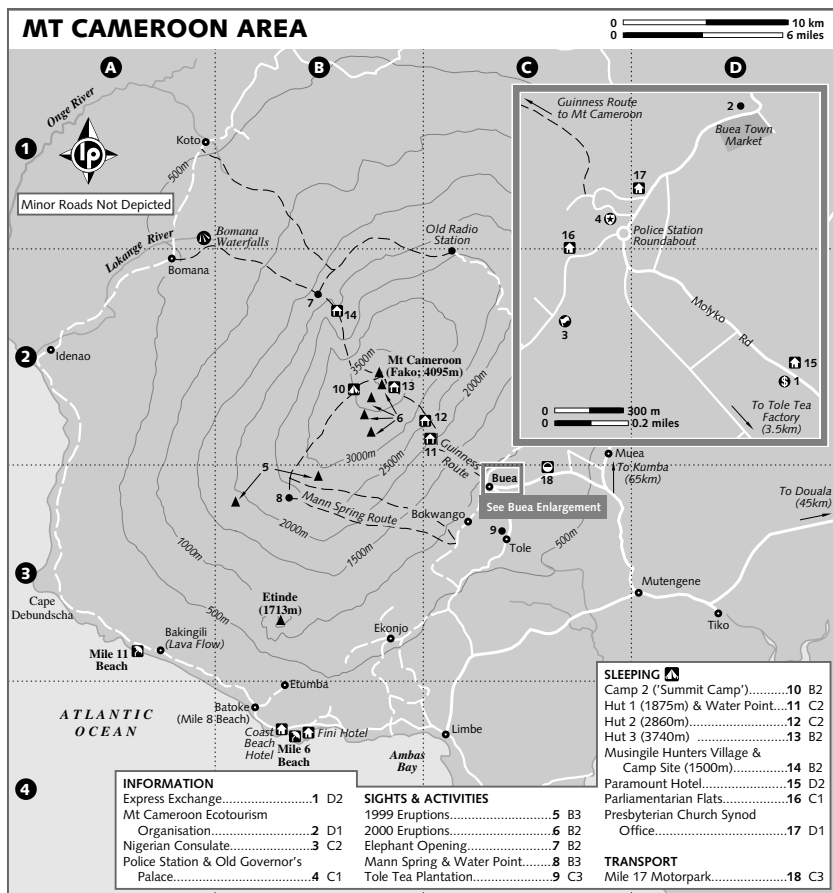 MT CAMEROON AREA
0 10 km
0 6 miles
A B C D
1
2
3
4
Onge River
lp
Minor Roads Not Depicted
Koto
500m
Lokange River
Bomana
Waterfalls
Bomana
Old Radio
Station
7
14
Idenao
3500m
Mt Cameroon
(Fako; 4095m)
2000m
10
13
6
12
11
Guinness
Route
3000m
2500m
5
8
Mann Spring Route
2000m
1500m
1000m
500m
Buea
See Buea Enlargement
18
Muea
To Kumba
(65km)
To Douala
(45km)
Bokwango
9
Tole
500m
Mutengene
Tiko
Cape
Debundscha
Etinde
(1713m)
Ekonjo
Bakingili
(Lava Flow)
Mile 11
Beach
Etumba
Batoke
(Mile 8 Beach)
Coast
Beach
Hotel
Mile 6
Beach
Fini Hotel
Limbe
Ambas
Bay
ATLANTIC
OCEAN
Guinness Route
to Mt Cameroon
2
Buea Town
Market
17
4
Police Station
Roundabout
16
3
Molyko
Rd
15
$ 1
To Tole Tea
Factory
(3.5km)
0 300 m
0 0.2 miles
INFORMATION
Express Exchange.....................1 D2
Mt Cameroon Ecotourism
Organisation.....................2 D1
Nigerian Consulate.....................3 C2
Police Station & Old Governor's
Palace.....................4 C1
SIGHTS & ACTIVITIES
1999 Eruptions.....................5 B3
2000 Eruptions.....................6 B2
Elephant Opening.....................7 B2
Mann Spring & Water Point.....8 B3
Tole Tea Plantation.....................9 C3
SLEEPING
Camp 2 ('Summit Camp')..........10 B2
Hut 1 (1875m) & Water Point...11 C2
Hut 2 (2860m).....................12 C2
Hut 3 (3740m) .....................13 B2
Musingile Hunters Village &
Camp Site (1500m)..............14 B2
Paramount Hotel.....................15 D2
Parliamentarian Flats.................16 C1
Presbyterian Church Synod
Office.....................17 D1
TRANSPORT
Mile 17 Motorpark.....................18 C3